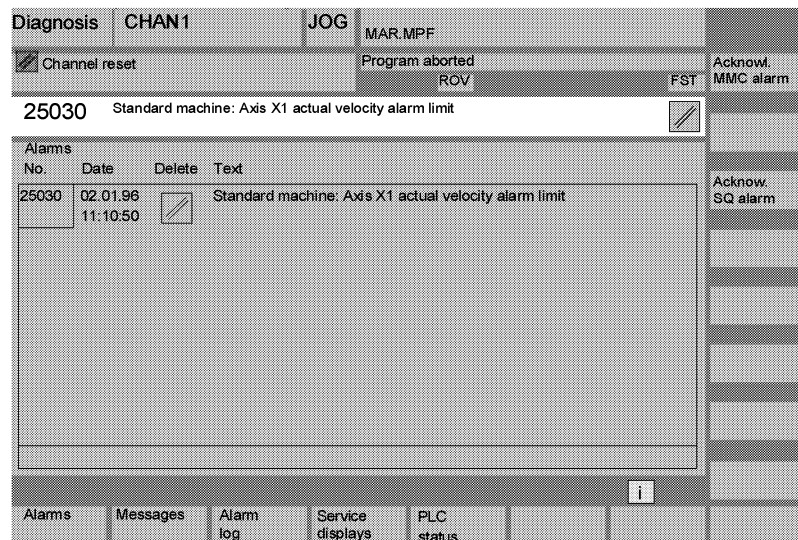 Diagnosis CHAN1 JOG MAR.MPF
Channel reset
Program aborted
ROV FST
Acknowl.
MMC alarm
25030 Standard machine: Axis X1 actual velocity alarm limit
Alarms
No. Date Delete Text
25030 02.01.96 Standard machine: Axis X1 actual velocity alarm limit
11:10:50
Acknow.
SQ alarm
i
Alarms Messages Alarm log Service displays PLC status